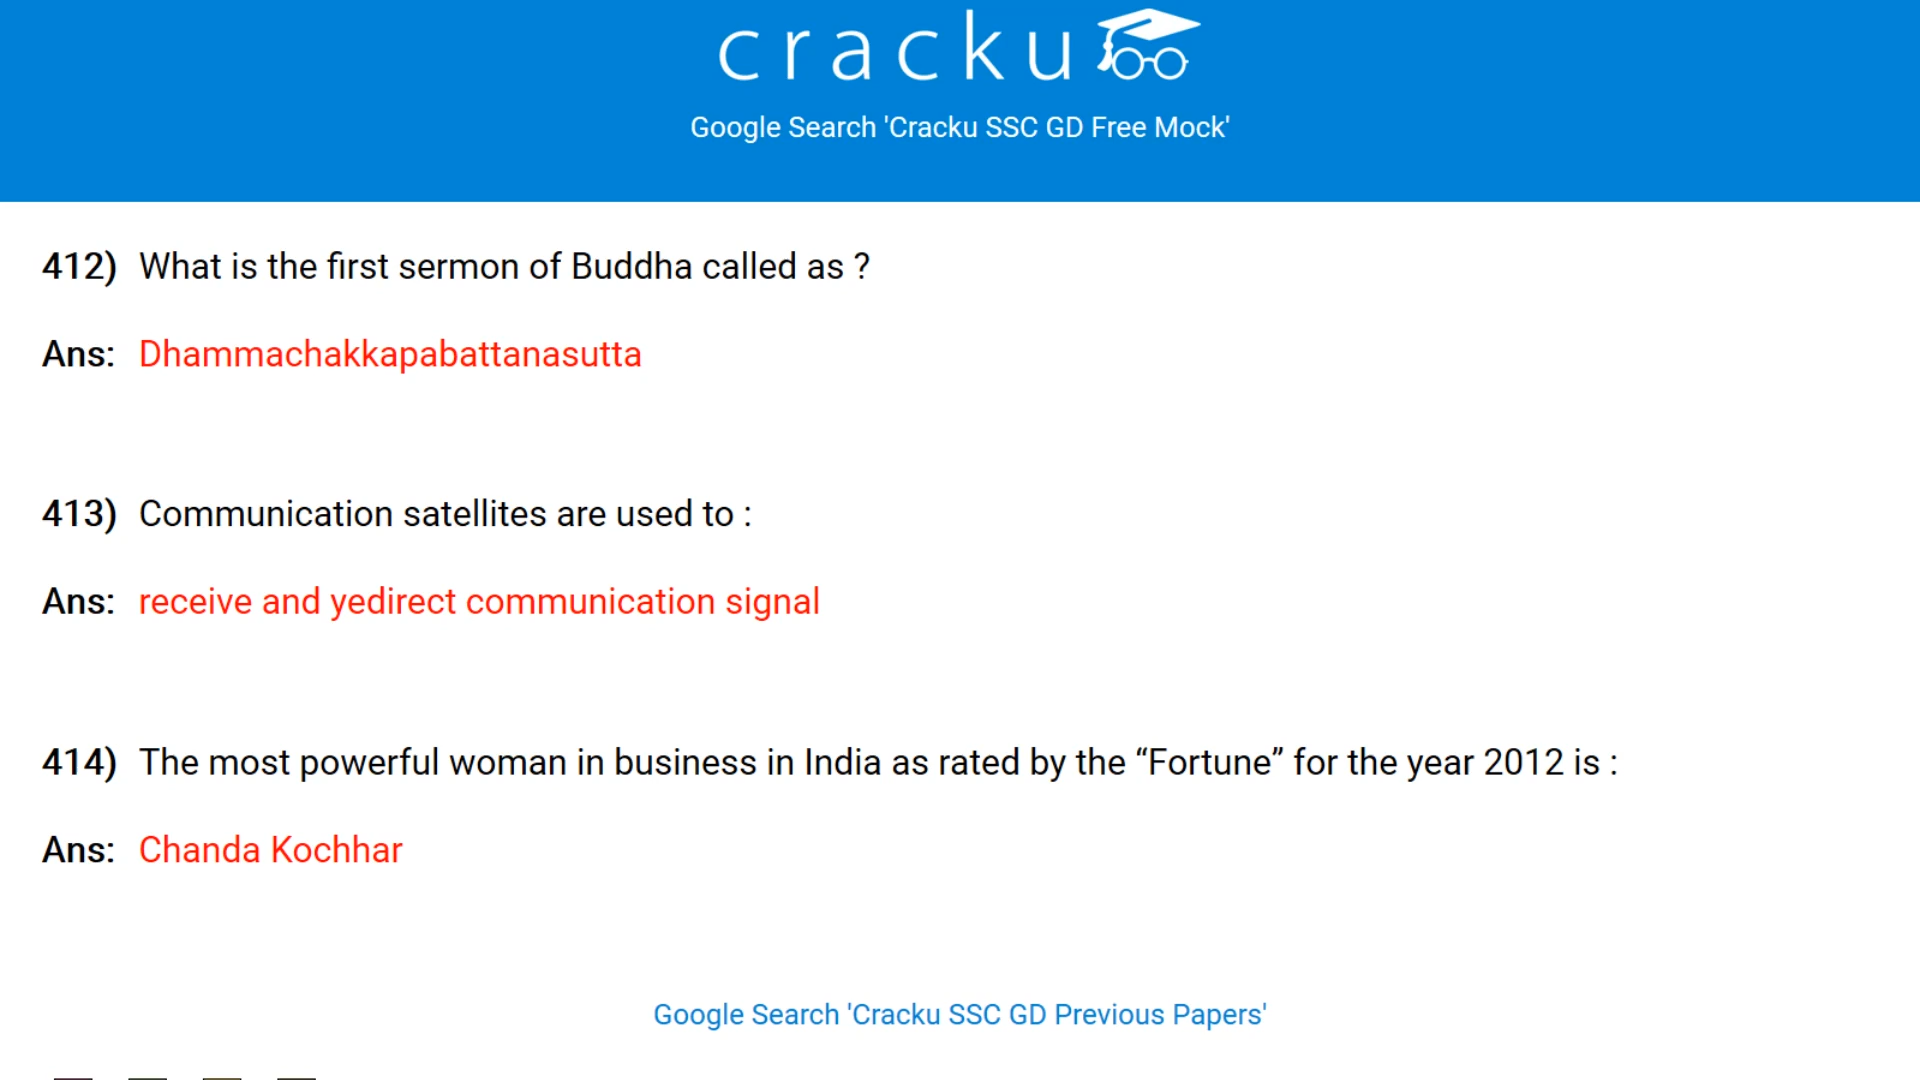 cracku
Google Search 'Cracku SSC GD Free Mock'
412) What is the first sermon of Buddha called as ?
Ans: Dhammachakkapabattanasutta
413) Communication satellites are used to :
Ans: receive and yedirect communication signal
414) The most powerful woman in business in India as rated by the “Fortune” for the year 2012 is :
Ans: Chanda Kochhar
Google Search 'Cracku SSC GD Previous Papers'